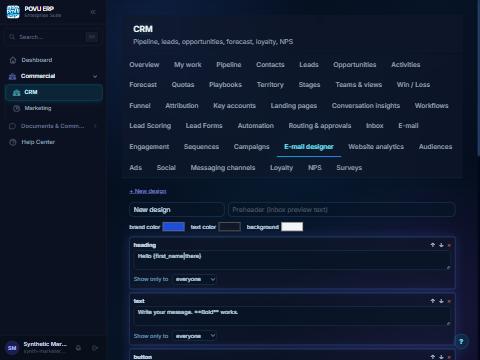 POVU ERP
Enterprise Suite
Search...
Dashboard
Commercial
CRM
Marketing
Documents & Comm...
Help Center
CRM
Pipeline, leads, opportunities, forecast, loyalty, NPS
Overview My work Pipeline Contacts Leads Opportunities Activities
Forecast Quotas Playbooks Territory Stages Teams & views Win / Loss
Funnel Attribution Key accounts Landing pages Conversation insights Workflows
Lead Scoring Lead Forms Automation Routing & approvals Inbox E-mail
Engagement Sequences Campaigns E-mail designer Website analytics Audiences
Ads Social Messaging channels Loyalty NPS Surveys
+ New design
New design Preheader (inbox preview text)
brand color text color background
heading
Hello {first_name|there}
Show only to everyone
text
Write your message. **Bold** works.
Show only to everyone
button
SM Synthetic Mar...
synth-marketer...
?